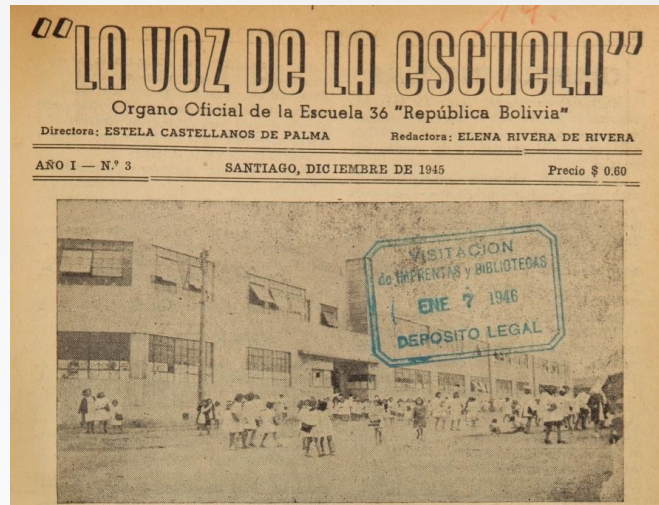 "LA VOZ DE LA ESCUELA"
Organo Oficial de la Escuela 36 "República Bolivia"
Directora: ESTELA CASTELLANOS DE PALMA Redactora: ELENA RIVERA DE RIVERA
AÑO I — N.º 3 SANTIAGO, DICIEMBRE DE 1945 Precio $ 0.60
VISITACION
de IMPRENTAS y BIBLIOTECAS
ENE 7 1946
DEPOSITO LEGAL